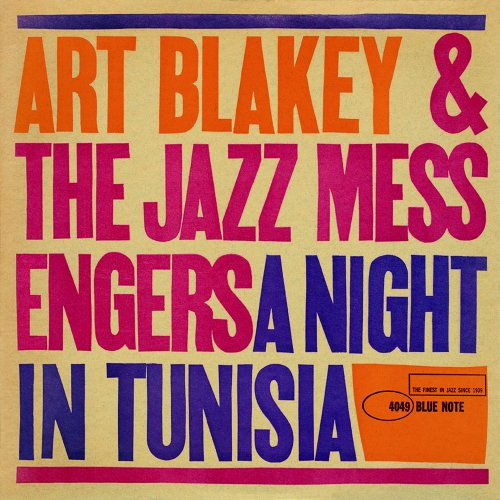 ART BLAKEY &
THE JAZZ MESS
ENGERS A NIGHT
IN TUNISIA
THE FINEST IN JAZZ SINCE 1939
4049 BLUE NOTE